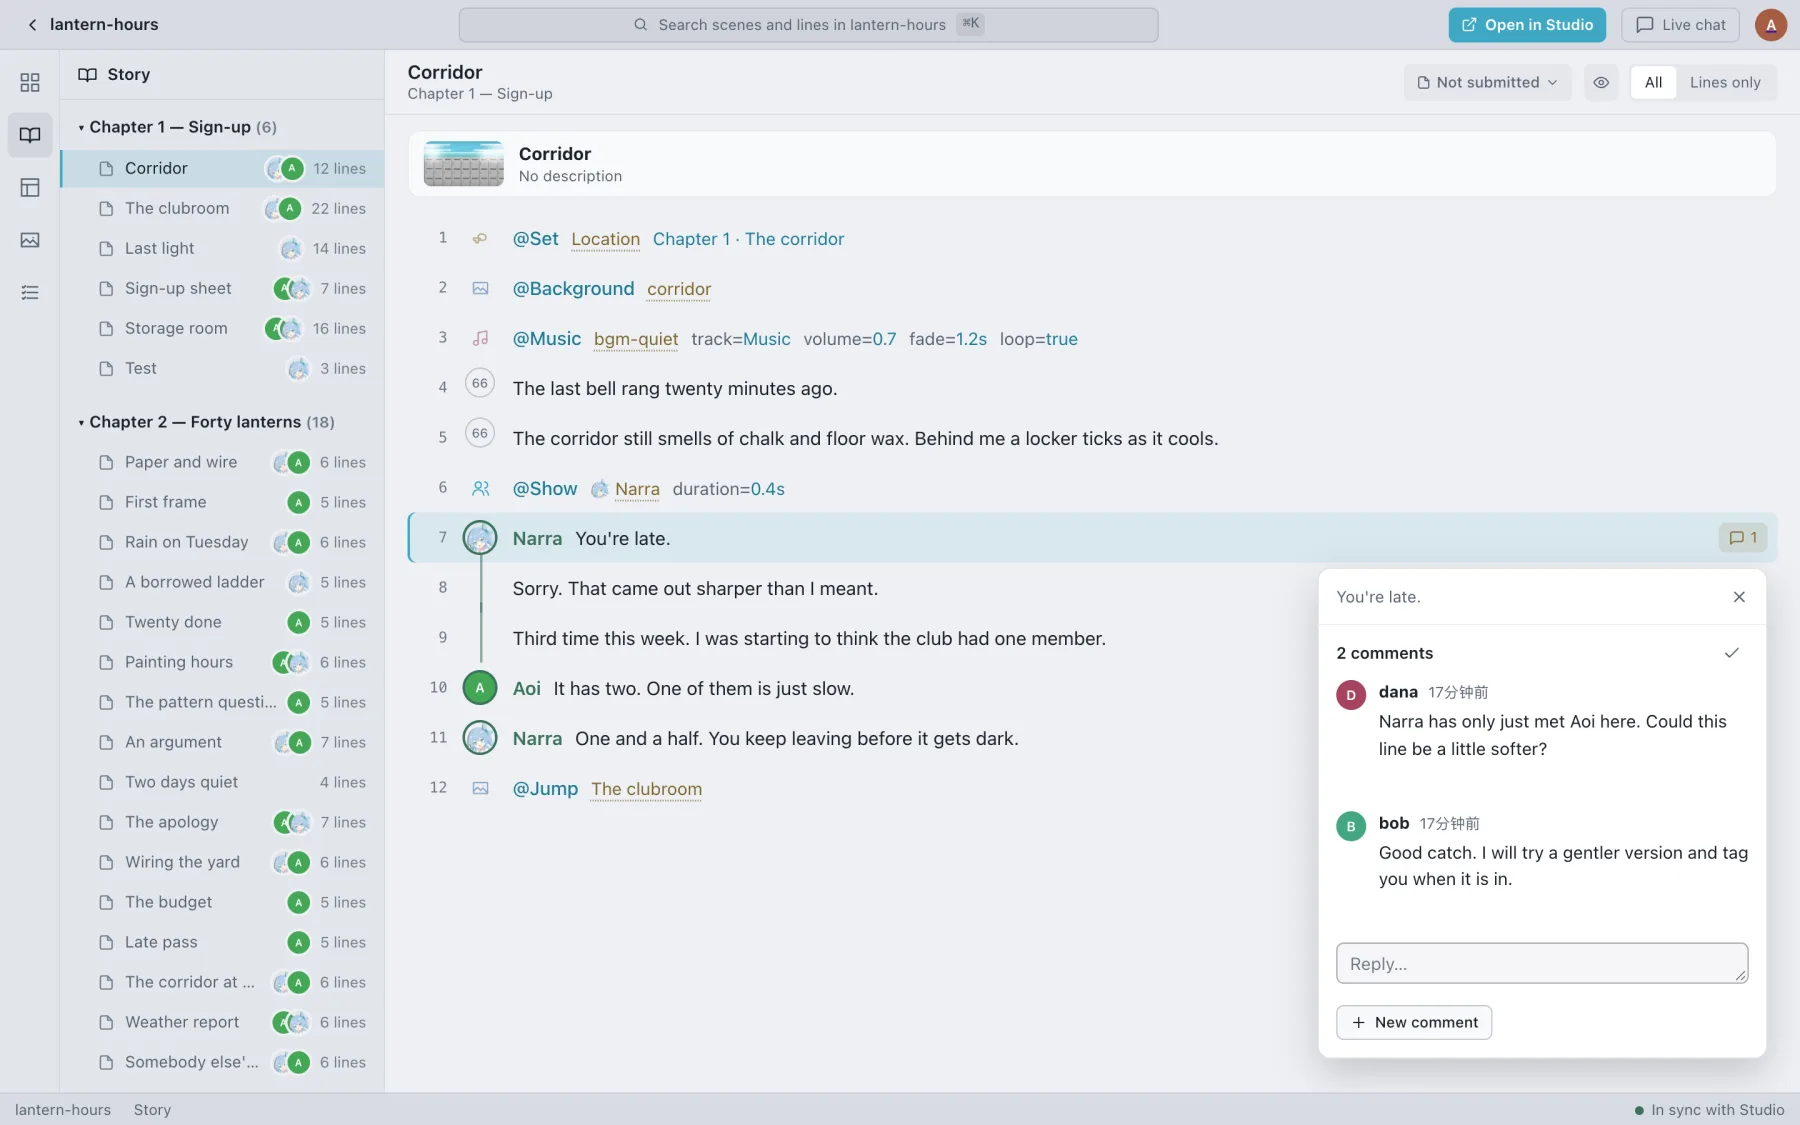 lantern-hours
Search scenes and lines in lantern-hours ⌘K
Open in Studio
Live chat
A
Story
Chapter 1 — Sign-up (6)
Corridor A 12 lines
The clubroom A 22 lines
Last light 14 lines
Sign-up sheet A 7 lines
Storage room A 16 lines
Test 3 lines
Chapter 2 — Forty lanterns (18)
Paper and wire A 6 lines
First frame A 5 lines
Rain on Tuesday A 6 lines
A borrowed ladder 5 lines
Twenty done A 5 lines
Painting hours A 6 lines
The pattern questi... A 5 lines
An argument A 7 lines
Two days quiet 4 lines
The apology A 7 lines
Wiring the yard A 6 lines
The budget A 5 lines
Late pass A 5 lines
The corridor at ... A 6 lines
Weather report A 6 lines
Somebody else'... A 6 lines
Corridor
Chapter 1 — Sign-up
Not submitted
All
Lines only
Corridor
No description
1 @Set Location Chapter 1 · The corridor
2 @Background corridor
3 @Music bgm-quiet track=Music volume=0.7 fade=1.2s loop=true
4 66 The last bell rang twenty minutes ago.
5 66 The corridor still smells of chalk and floor wax. Behind me a locker ticks as it cools.
6 @Show Narra duration=0.4s
7 Narra You're late. 1
8 Sorry. That came out sharper than I meant.
9 Third time this week. I was starting to think the club had one member.
10 A Aoi It has two. One of them is just slow.
11 Narra One and a half. You keep leaving before it gets dark.
12 @Jump The clubroom
You're late.
2 comments
D dana 17分钟前
Narra has only just met Aoi here. Could this
line be a little softer?
B bob 17分钟前
Good catch. I will try a gentler version and tag
you when it is in.
Reply...
New comment
lantern-hours Story
In sync with Studio